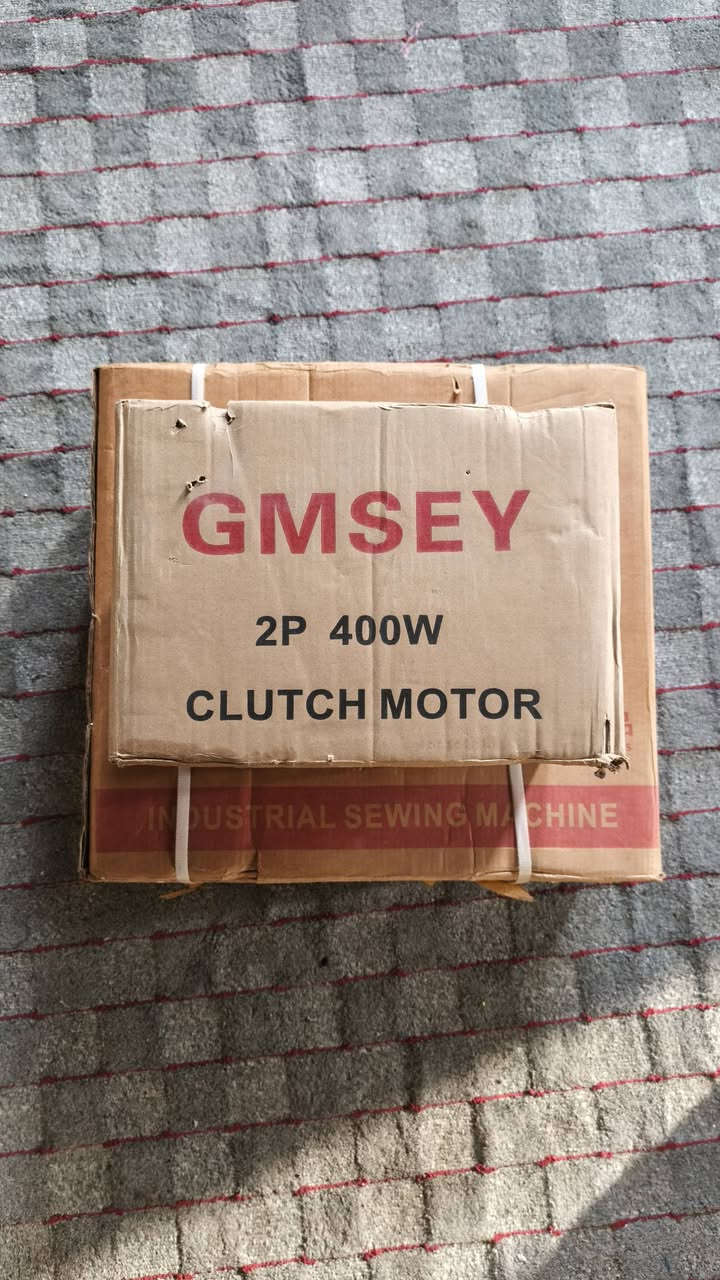 GMSEY
2P 400W
CLUTCH MOTOR
INDUSTRIAL SEWING MACHINE